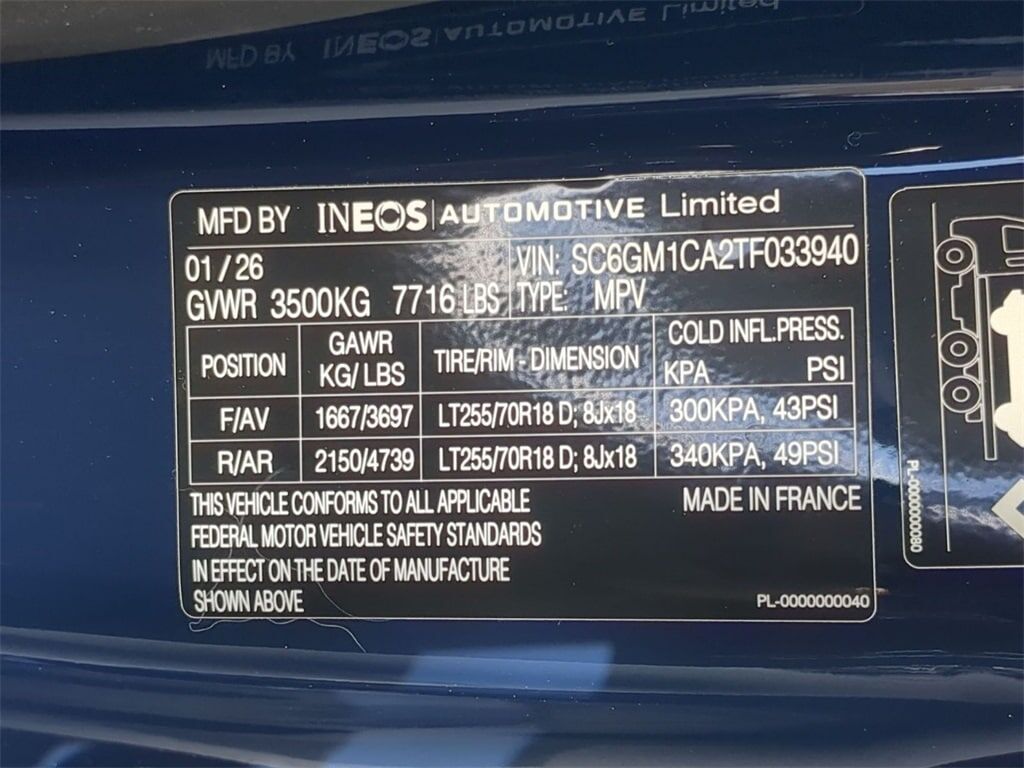 MFD BY INEOS AUTOMOTIVE Limited
MFD BY INEOS|AUTOMOTIVE Limited
01/26
VIN: SC6GM1CA2TF033940
GVWR 3500KG 7716 LBS TYPE: MPV
POSITION GAWR KG/LBS TIRE/RIM - DIMENSION COLD INFL.PRESS. KPA PSI
F/AV 1667/3697 LT255/70R18 D; 8Jx18 300KPA, 43PSI
R/AR 2150/4739 LT255/70R18 D; 8Jx18 340KPA, 49PSI
THIS VEHICLE CONFORMS TO ALL APPLICABLE MADE IN FRANCE
FEDERAL MOTOR VEHICLE SAFETY STANDARDS
IN EFFECT ON THE DATE OF MANUFACTURE
SHOWN ABOVE
PL-0000000040
PL-0000000080